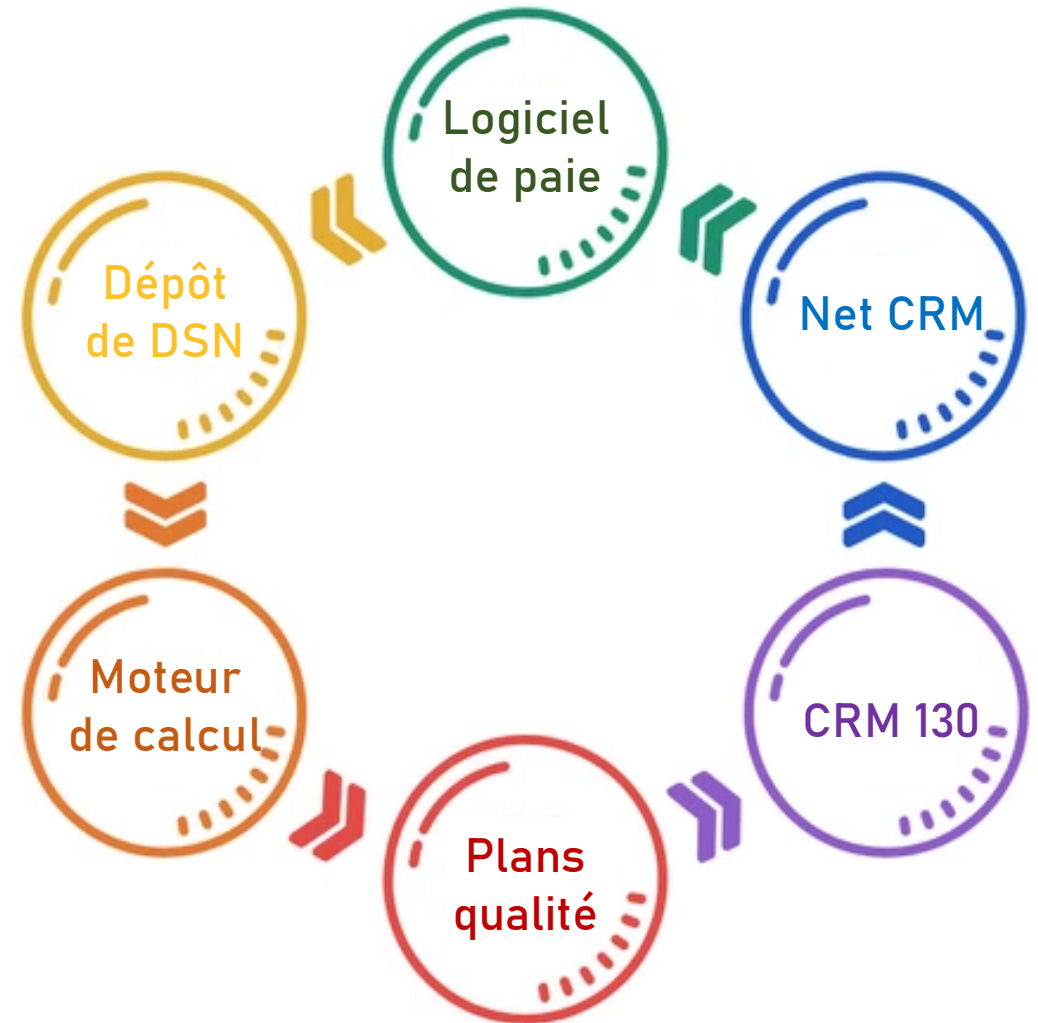 Logiciel
de paie
Dépôt
de DSN
Net CRM
Moteur
de calcul
CRM 130
Plans
qualité